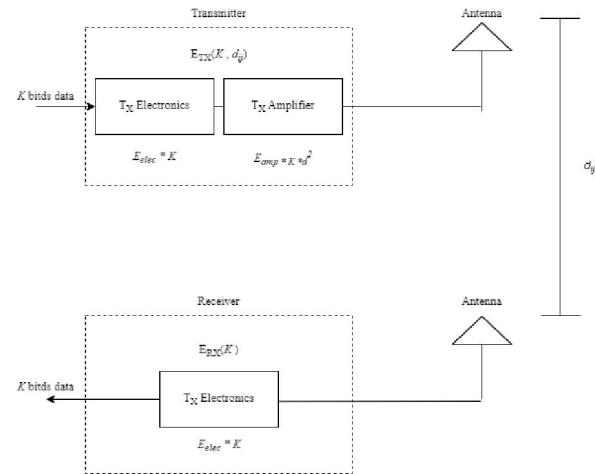 Transmitter
Antenna
E_TX(K, d_ij)
K bitds data
T_X Electronics
T_X Amplifier
E_elec * K
E_amp * K * d^2
d_ij
Receiver
Antenna
E_RX(K)
K bitds data
T_X Electronics
E_elec * K